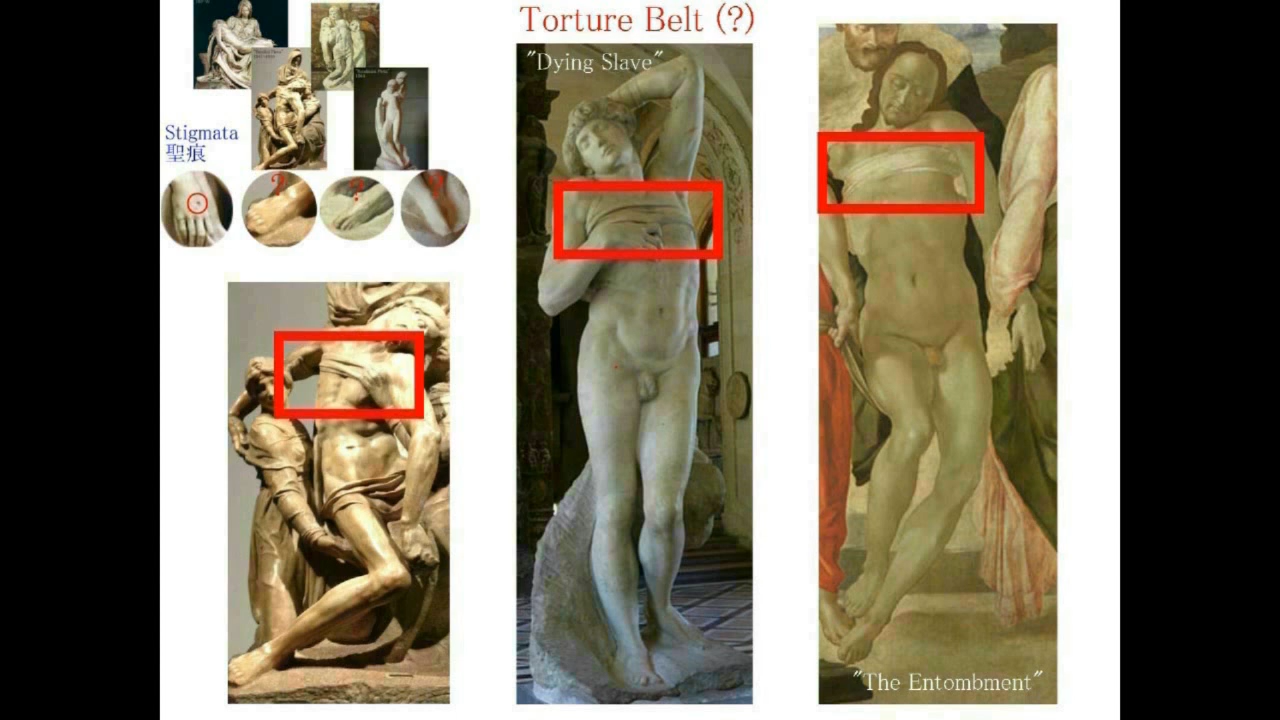 Torture Belt (?)
"Dying Slave"
Stigmata
聖痕
?
?
?
"The Entombment"